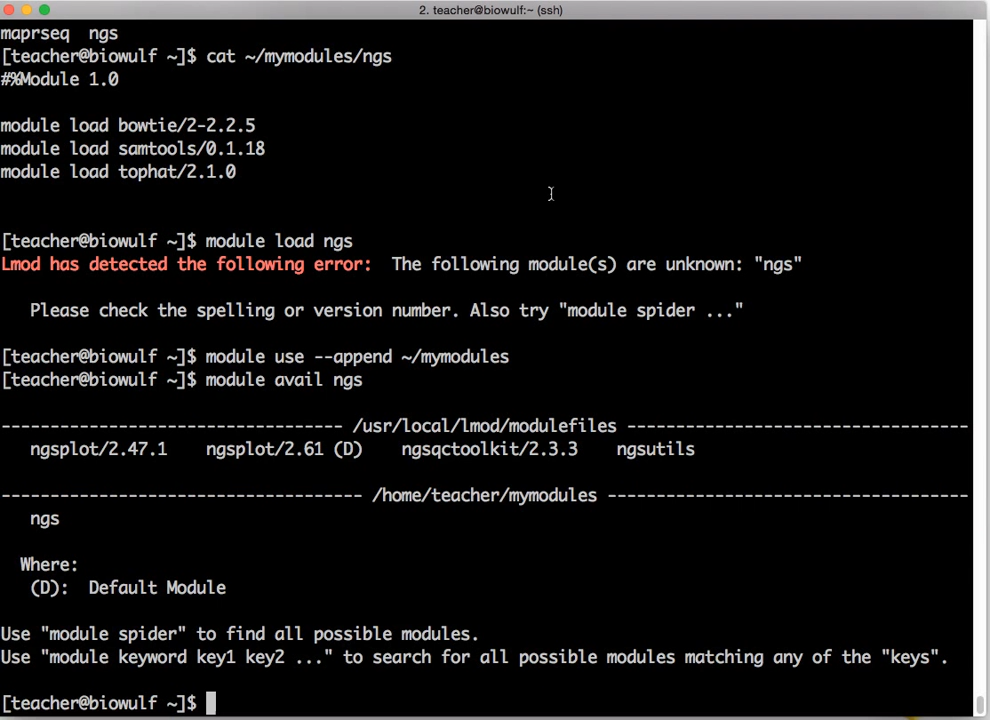 2. teacher@biowulf:~ (ssh)
maprseq  ngs
[teacher@biowulf ~]$ cat ~/mymodules/ngs
#%Module 1.0
module load bowtie/2-2.2.5
module load samtools/0.1.18
module load tophat/2.1.0
[teacher@biowulf ~]$ module load ngs
Lmod has detected the following error:  The following module(s) are unknown: "ngs"
   Please check the spelling or version number. Also try "module spider ..."
[teacher@biowulf ~]$ module use --append ~/mymodules
[teacher@biowulf ~]$ module avail ngs
----------------------------------- /usr/local/lmod/modulefiles -----------------------------------
   ngsplot/2.47.1    ngsplot/2.61 (D)    ngsqctoolkit/2.3.3    ngsutils
------------------------------------- /home/teacher/mymodules -------------------------------------
   ngs
  Where:
   (D):  Default Module
Use "module spider" to find all possible modules.
Use "module keyword key1 key2 ..." to search for all possible modules matching any of the "keys".
[teacher@biowulf ~]$